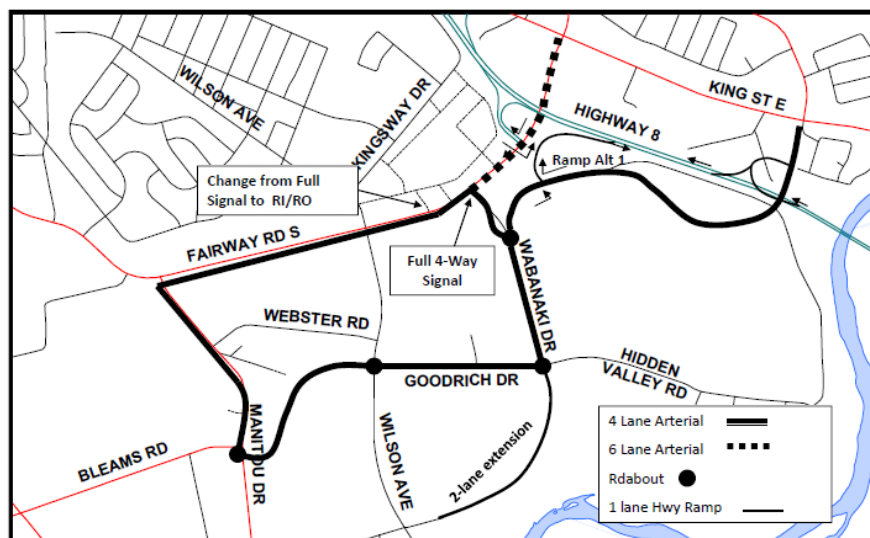 WILSON AVE
KINGSWAY DR
KING ST E
HIGHWAY 8
Ramp Alt 1
Change from Full
Signal to RI/RO
FAIRWAY RD S
Full 4-Way
Signal
WABANAKI DR
WEBSTER RD
GOODRICH DR
HIDDEN
VALLEY RD
MANITOU DR
BLEAMS RD
WILSON AVE
2-lane extension
4 Lane Arterial
6 Lane Arterial
Rdabout
1 lane Hwy Ramp